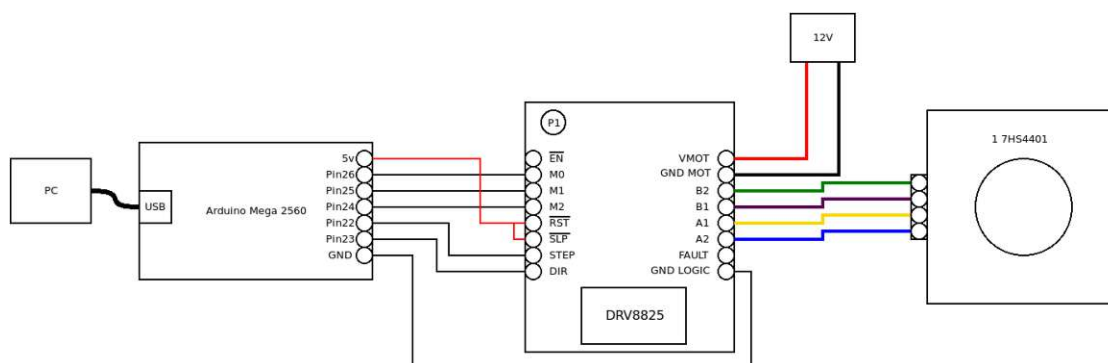 12V
PC
USB
Arduino Mega 2560
5v
Pin26
Pin25
Pin24
Pin22
Pin23
GND
P1
EN
M0
M1
M2
RST
SLP
STEP
DIR
VMOT
GND MOT
B2
B1
A1
A2
FAULT
GND LOGIC
DRV8825
1 7HS4401